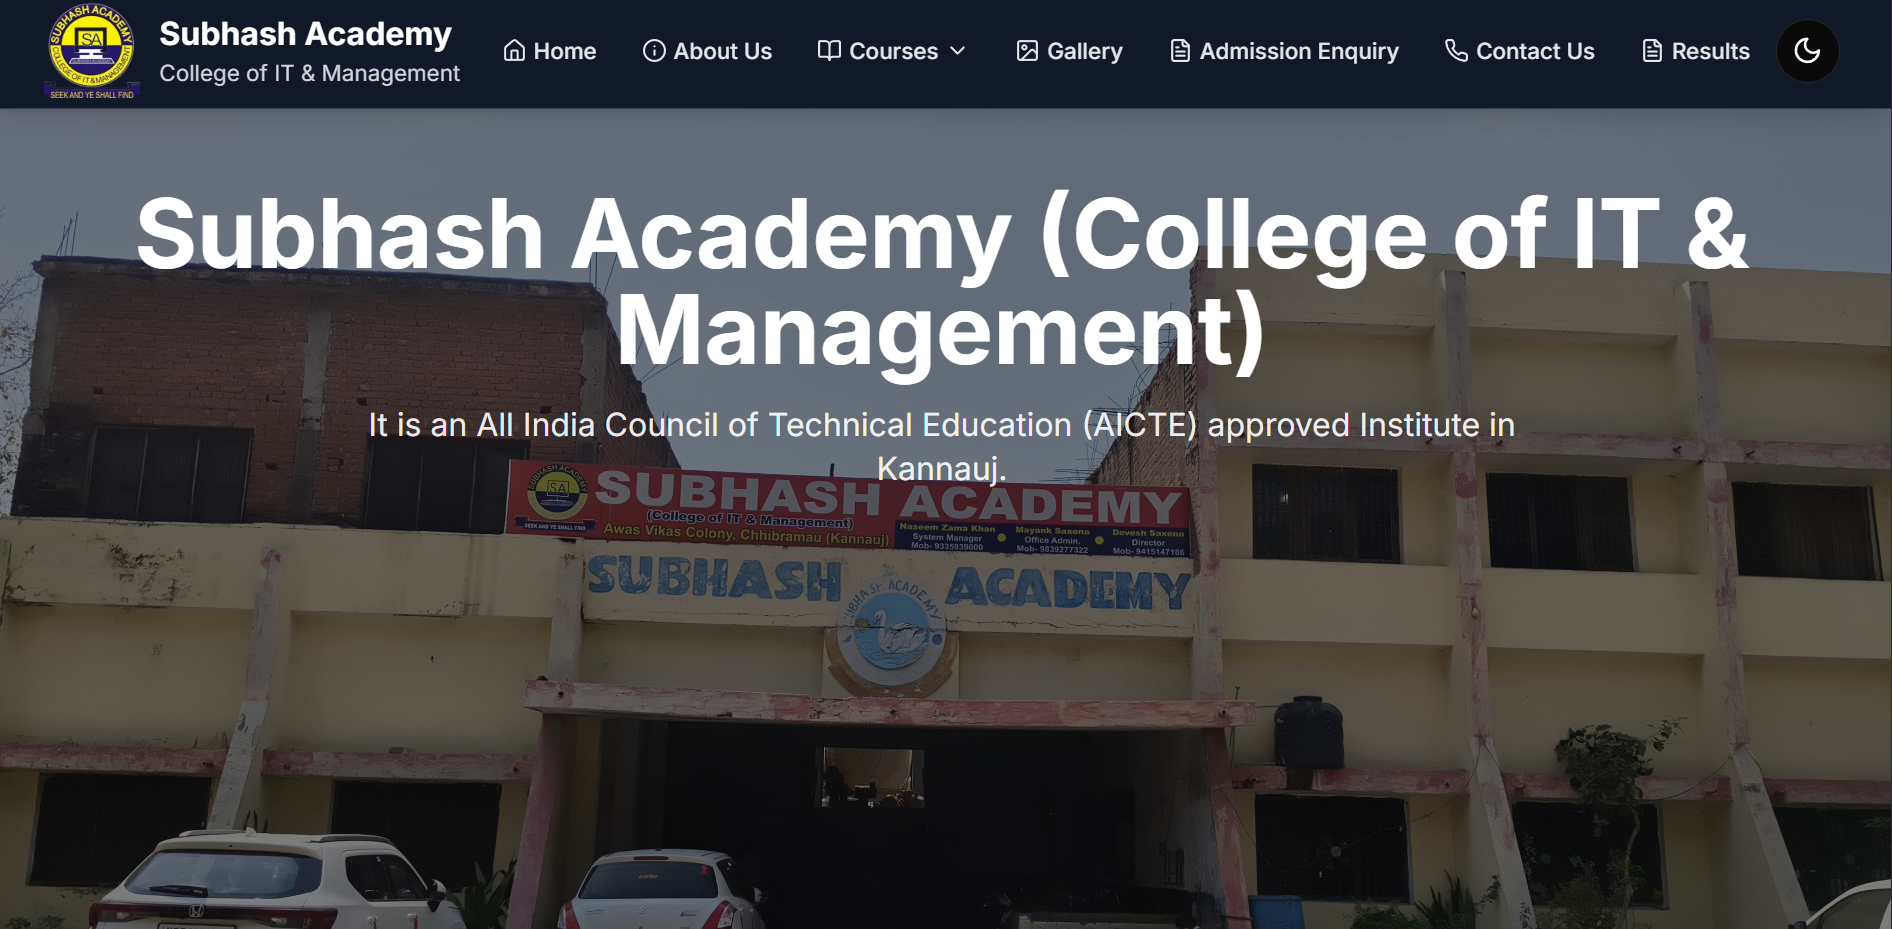 SUBHASH ACADEMY
SA
COLLEGE OF IT & MANAGEMENT
SEEK AND YE SHALL FIND
Subhash Academy
College of IT & Management
Home
About Us
Courses
Gallery
Admission Enquiry
Contact Us
Results
Subhash Academy (College of IT &
Management)
It is an All India Council of Technical Education (AICTE) approved Institute in
Kannauj.
SUBHASH ACADEMY
SA
SEEK AND YE SHALL FIND
SUBHASH ACADEMY
(College of IT & Management)
Awas Vikas Colony, Chhibramau (Kannauj)
Naseem Zama Khan
System Manager
Mob- 9335939000
Mayank Saxena
Office Admin.
Mob- 9839277322
Devesh Saxena
Director
Mob- 9415147186
SUBHASH ACADEMY
SUBHASH ACADEMY